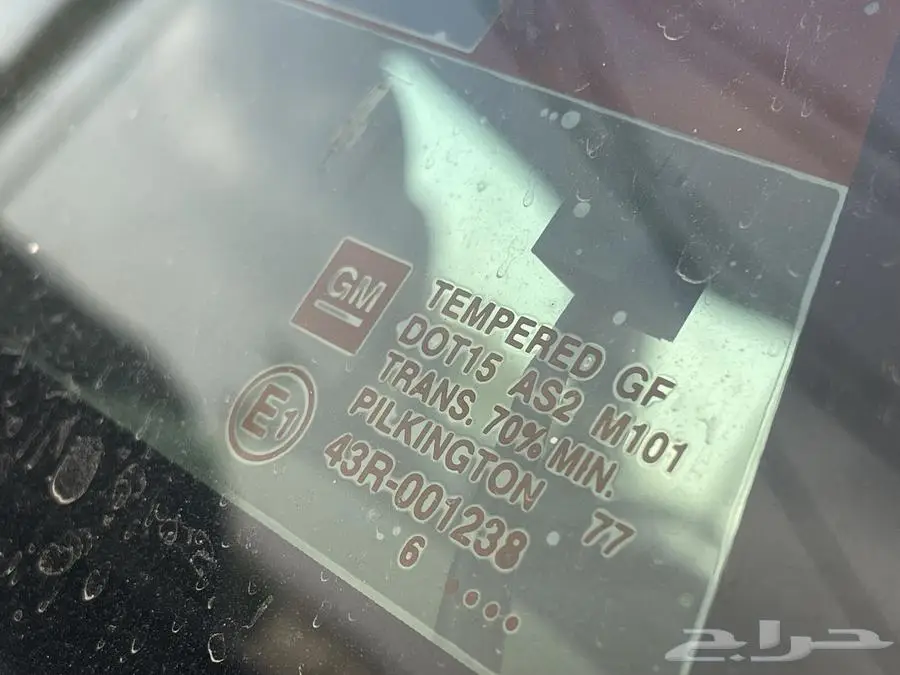 GM
TEMPERED GF
DOT15 AS2 M101
TRANS. 70% MIN.
PILKINGTON 77
E1
43R-001238
6 ....
حراج